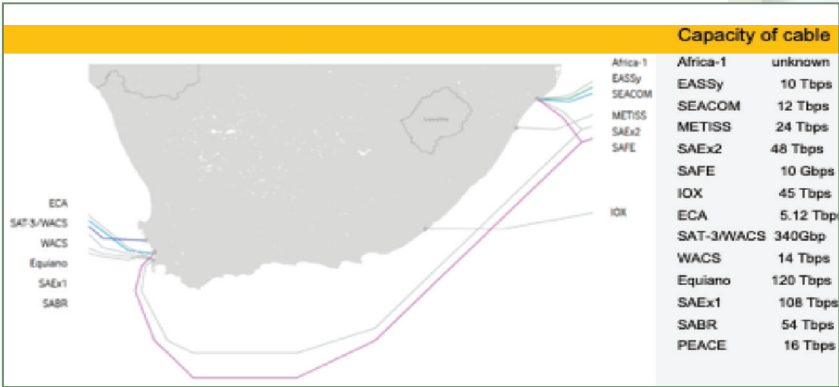 Capacity of cable
Africa-1
EASSy
SEACOM
METISS
SAEx2
SAFE
IOX
ECA
SAT-3/WACS
WACS
Equiano
SAEx1
SABR
Lesotho
Africa-1 unknown
EASSy 10 Tbps
SEACOM 12 Tbps
METISS 24 Tbps
SAEx2 48 Tbps
SAFE 10 Gbps
IOX 45 Tbps
ECA 5.12 Tbp
SAT-3/WACS 340Gbp
WACS 14 Tbps
Equiano 120 Tbps
SAEx1 108 Tbps
SABR 54 Tbps
PEACE 16 Tbps